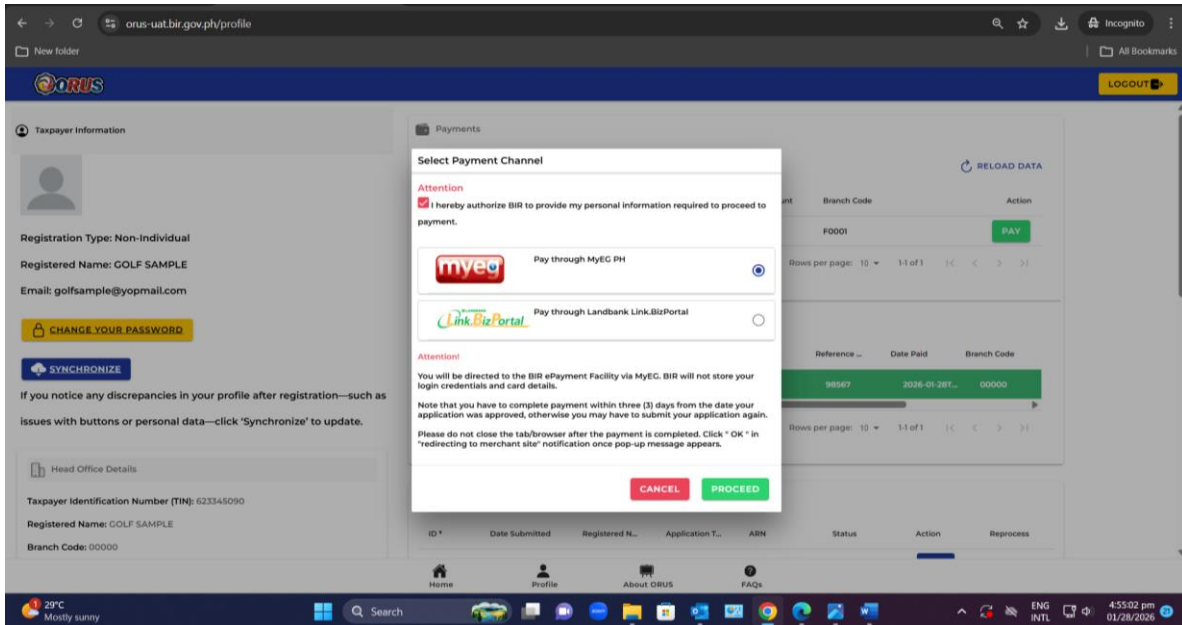 orus-uat.bir.gov.ph/profile
Incognito
New folder
All Bookmarks
ORUS
LOGOUT
Taxpayer Information
Registration Type: Non-Individual
Registered Name: GOLF SAMPLE
Email: golfsample@yopmail.com
CHANGE YOUR PASSWORD
SYNCHRONIZE
If you notice any discrepancies in your profile after registration—such as
issues with buttons or personal data—click 'Synchronize' to update.
Head Office Details
Taxpayer Identification Number (TIN): 623345090
Registered Name: GOLF SAMPLE
Branch Code: 00000
Payments
RELOAD DATA
Branch Code Action
F0001 PAY
Rows per page: 10 1-1 of 1
Select Payment Channel
Attention
I hereby authorize BIR to provide my personal information required to proceed to
payment.
myeg Pay through MyEG PH
Link.BizPortal Pay through Landbank Link.BizPortal
Attention!
You will be directed to the BIR ePayment Facility via MyEG. BIR will not store your
login credentials and card details.
Note that you have to complete payment within three (3) days from the date your
application was approved, otherwise you may have to submit your application again.
Please do not close the tab/browser after the payment is completed. Click " OK " in
"redirecting to merchant site" notification once pop-up message appears.
CANCEL PROCEED
Reference ... Date Paid Branch Code
98567 2026-01-28T... 00000
Rows per page: 10 1-1 of 1
ID Date Submitted Registered N... Application T... ARN Status Action Reprocess
Home Profile About ORUS FAQs
29°C
Mostly sunny
Search
ENG
INTL
4:55:02 pm
01/28/2026